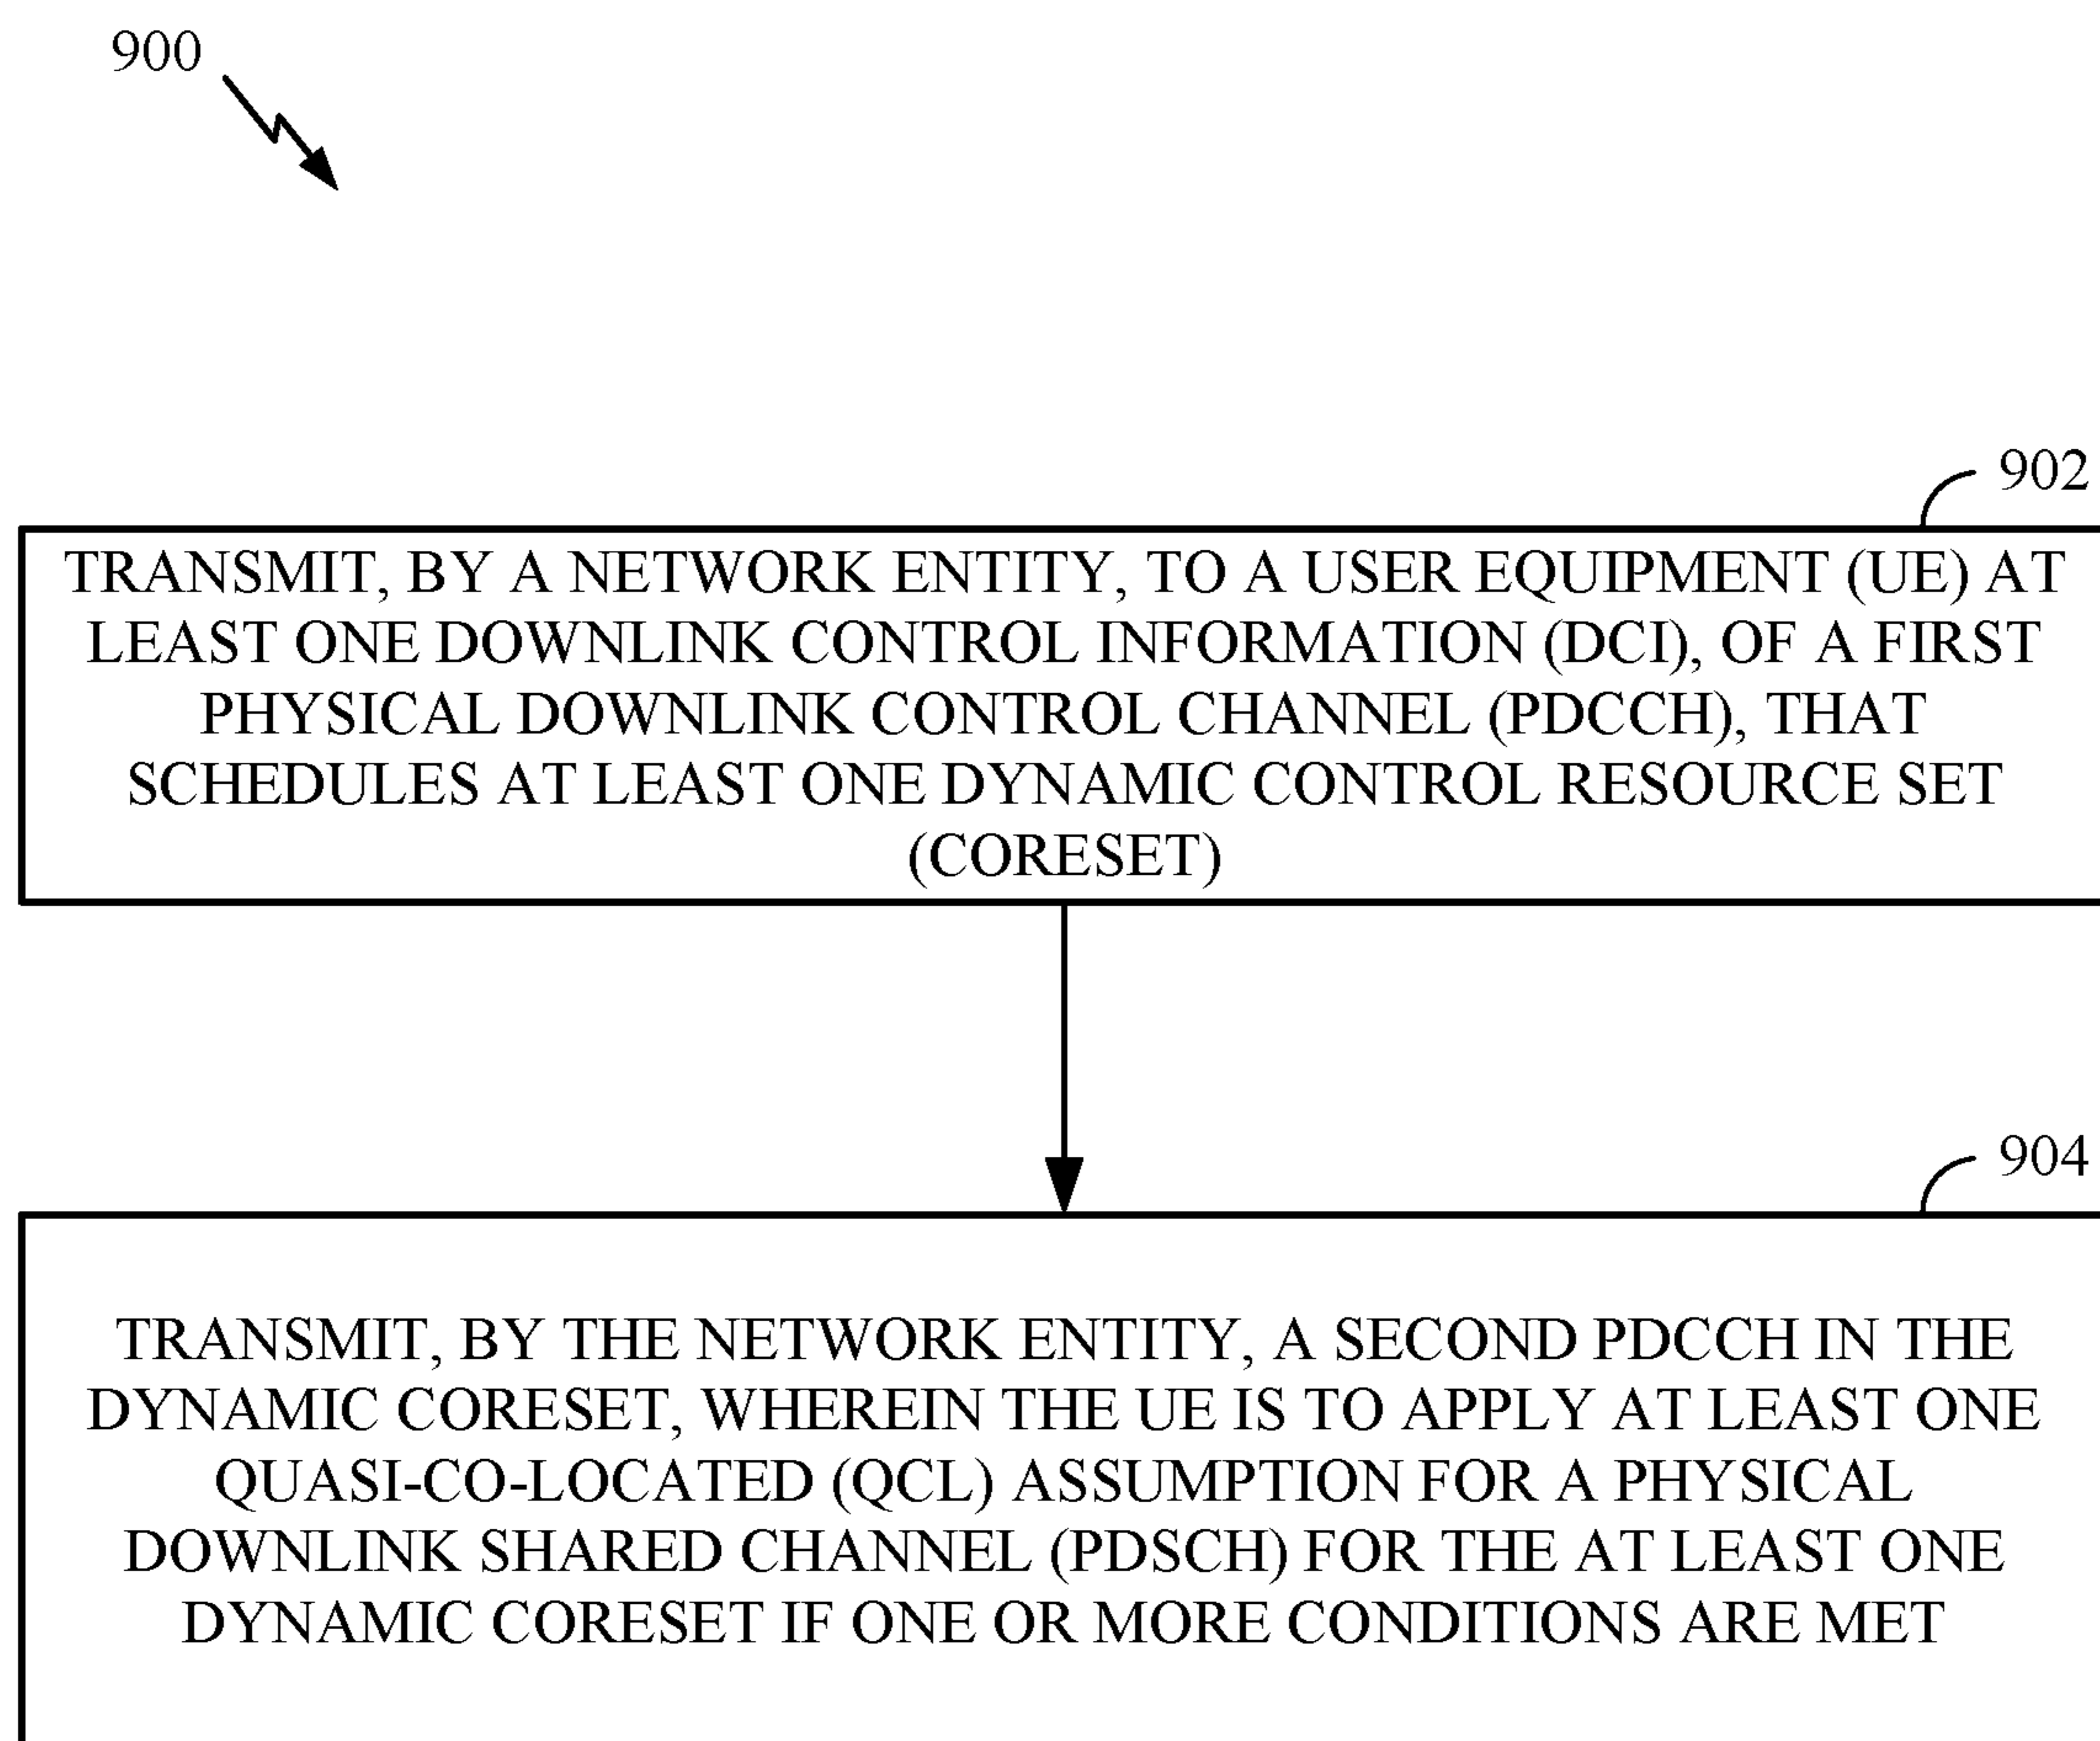 900
902
TRANSMIT, BY A NETWORK ENTITY, TO A USER EQUIPMENT (UE) AT
LEAST ONE DOWNLINK CONTROL INFORMATION (DCI), OF A FIRST
PHYSICAL DOWNLINK CONTROL CHANNEL (PDCCH), THAT
SCHEDULES AT LEAST ONE DYNAMIC CONTROL RESOURCE SET
(CORESET)
904
TRANSMIT, BY THE NETWORK ENTITY, A SECOND PDCCH IN THE
DYNAMIC CORESET, WHEREIN THE UE IS TO APPLY AT LEAST ONE
QUASI-CO-LOCATED (QCL) ASSUMPTION FOR A PHYSICAL
DOWNLINK SHARED CHANNEL (PDSCH) FOR THE AT LEAST ONE
DYNAMIC CORESET IF ONE OR MORE CONDITIONS ARE MET